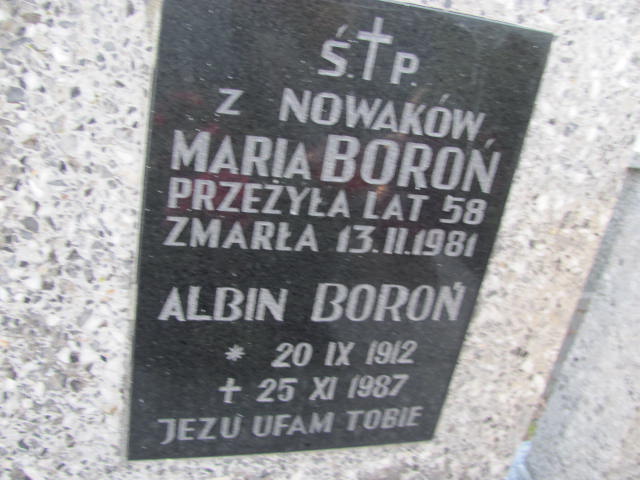 Ś.†P.
Z NOWAKÓW
MARIA BOROŃ
PRZEŻYŁA LAT 58
ZMARŁA 13.II.1981
ALBIN BOROŃ
* 20 IX 1912
† 25 XI 1987
JEZU UFAM TOBIE